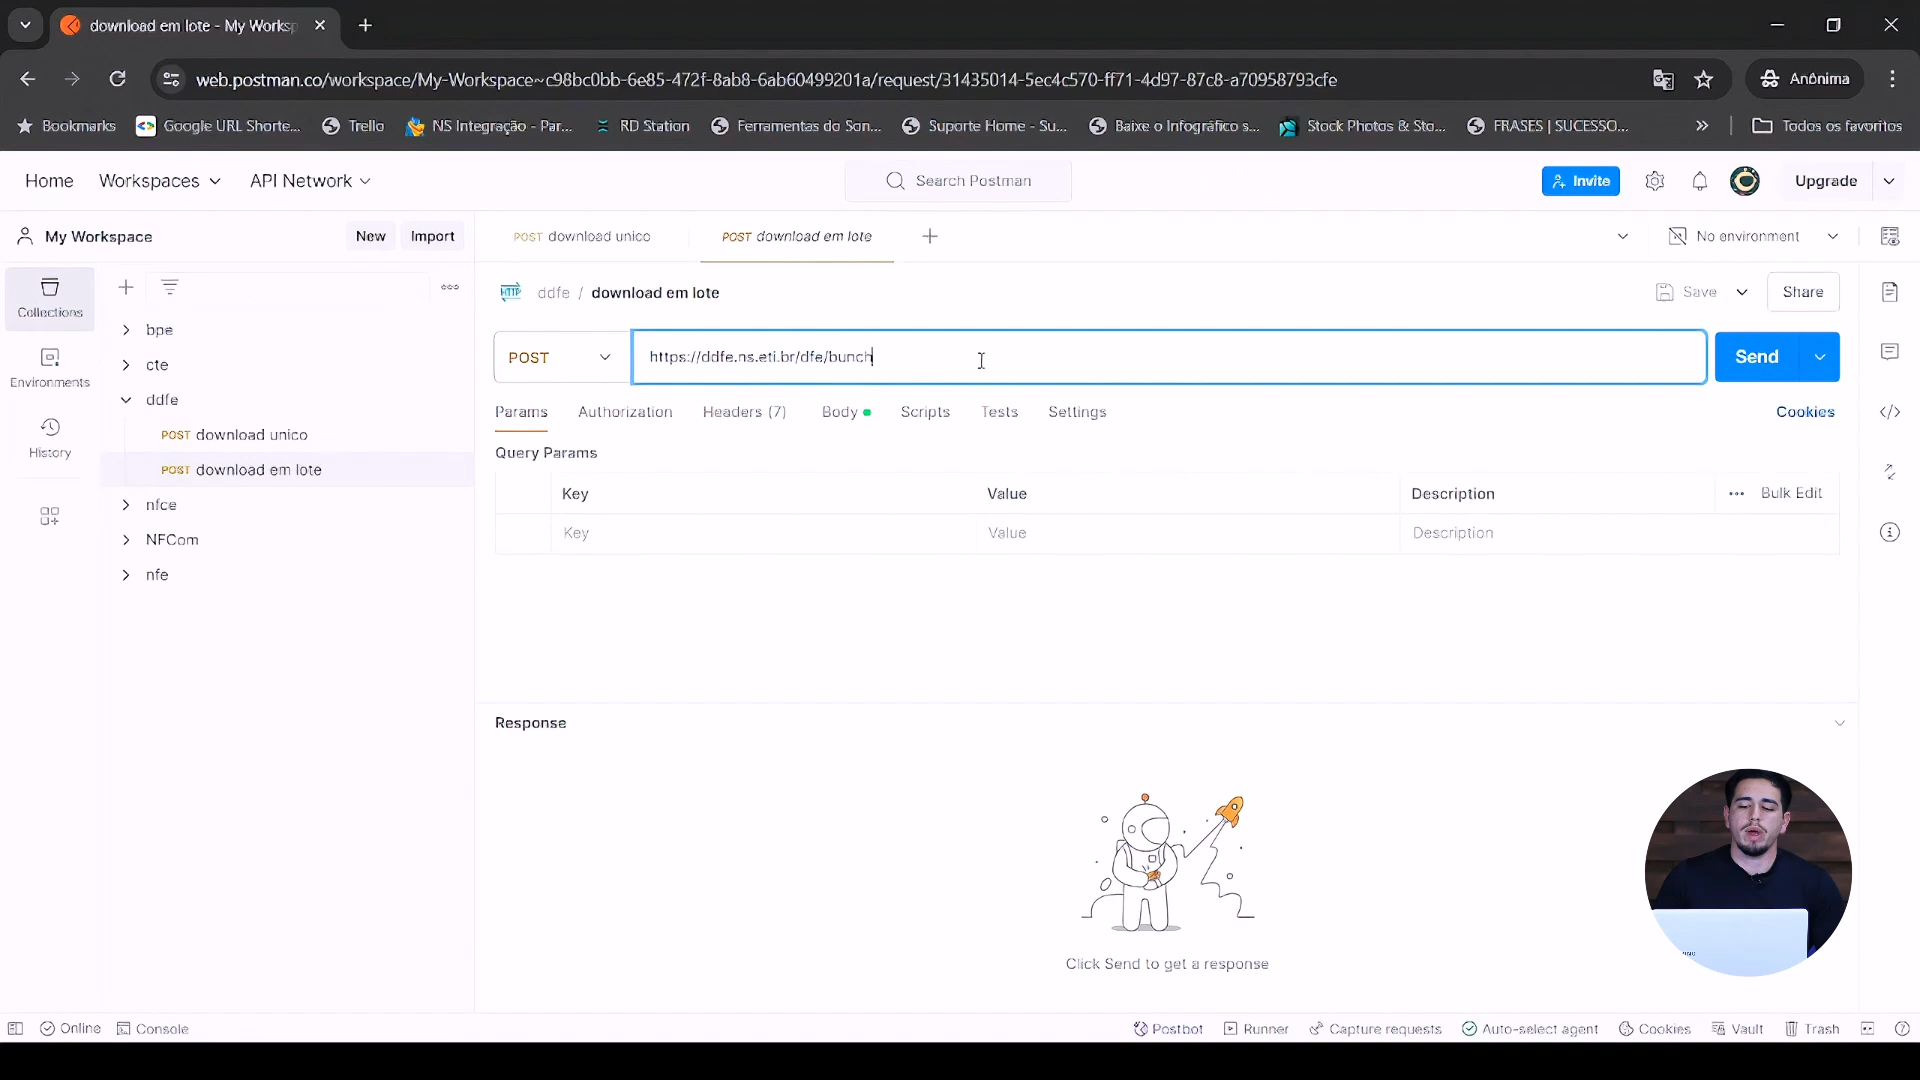 download em lote - My Worksp
web.postman.co/workspace/My-Workspace~c98bc0bb-6e85-472f-8ab8-6ab60499201a/request/31435014-5ec4c570-ff71-4d97-87c8-a70958793cfe
Anônima
Bookmarks
Google URL Shorte...
Trello
NS Integração - Par...
RD Station
Ferramentas do Son...
Suporte Home - Su...
Baixe o Infográfico s...
Stock Photos & Sto...
FRASES | SUCESSO...
Todos os favoritos
Home
Workspaces
API Network
Search Postman
Invite
Upgrade
My Workspace
New
Import
POST download unico
POST download em lote
No environment
Collections
Environments
History
bpe
cte
ddfe
POST download unico
POST download em lote
nfce
NFCom
nfe
HTTP ddfe / download em lote
Save
Share
POST
https://ddfe.ns.eti.br/dfe/bunch
Send
Params
Authorization
Headers (7)
Body
Scripts
Tests
Settings
Cookies
Query Params
Key
Value
Description
Bulk Edit
Key
Value
Description
Response
Click Send to get a response
Online
Console
Postbot
Runner
Capture requests
Auto-select agent
Cookies
Vault
Trash